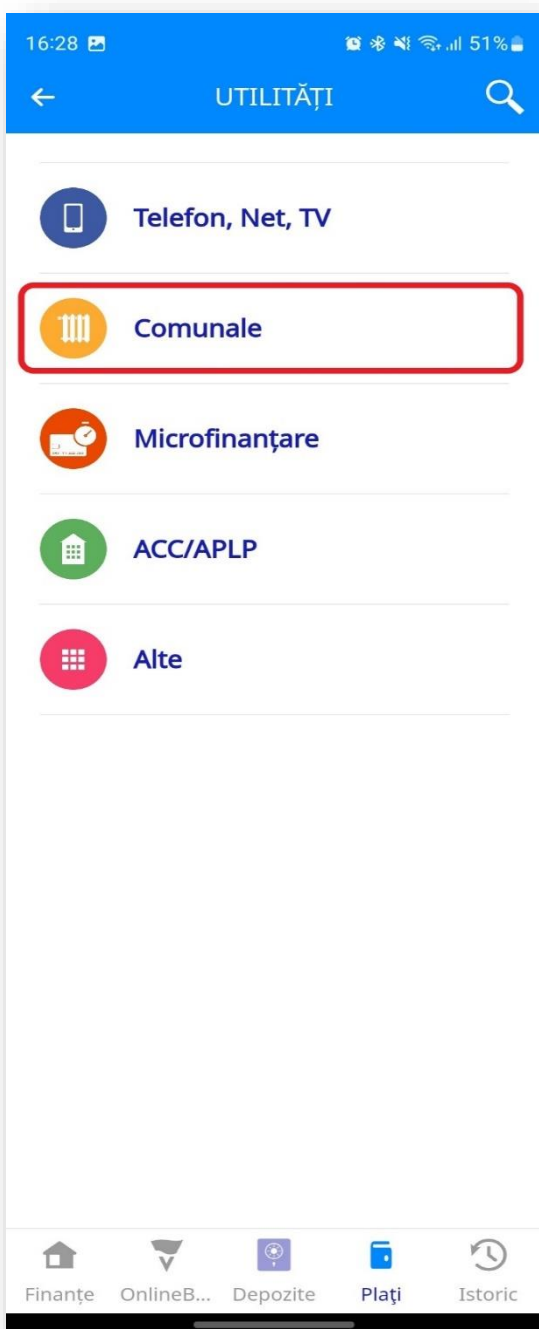 16:28 51%
UTILITĂȚI
Telefon, Net, TV
Comunale
Microfinanțare
ACC/APLP
Alte
Finanțe OnlineB... Depozite Plați Istoric